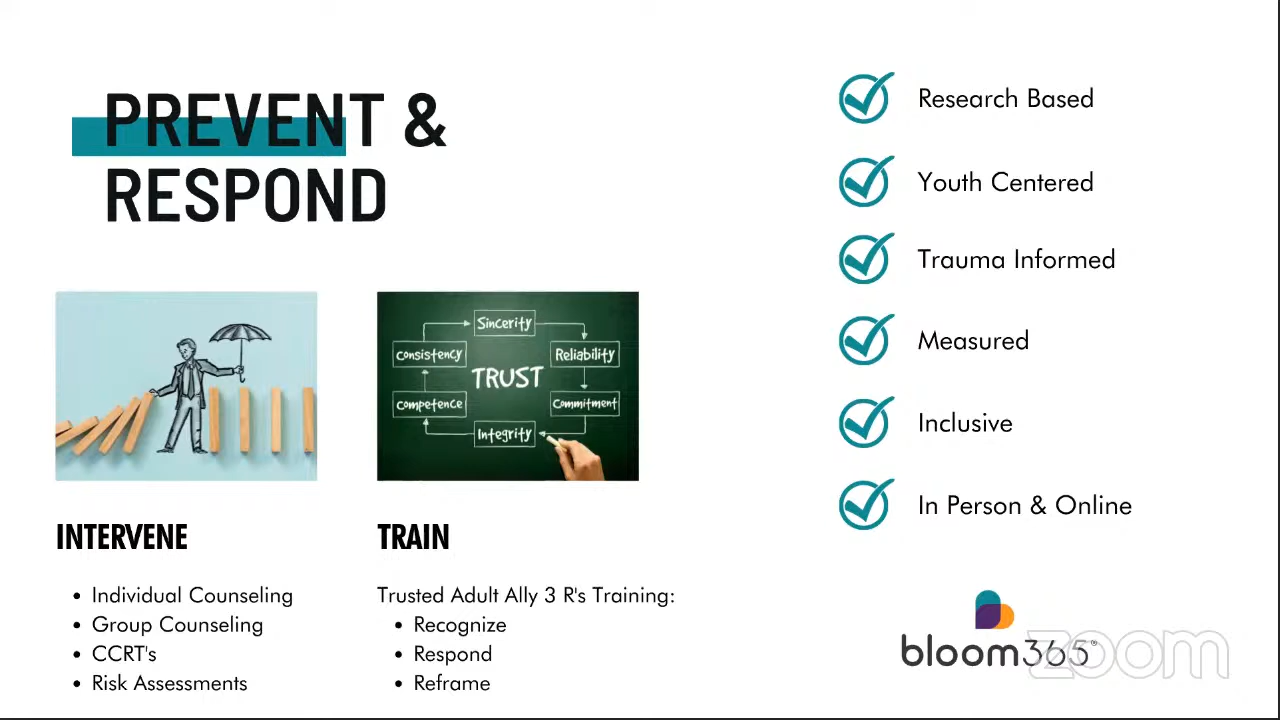 PREVENT &
RESPOND
Sincerity
Consistency
Reliability
TRUST
Competence
Commitment
Integrity
INTERVENE
• Individual Counseling
• Group Counseling
• CCRT's
• Risk Assessments
TRAIN
Trusted Adult Ally 3 R's Training:
• Recognize
• Respond
• Reframe
Research Based
Youth Centered
Trauma Informed
Measured
Inclusive
In Person & Online
bloom365
zoom